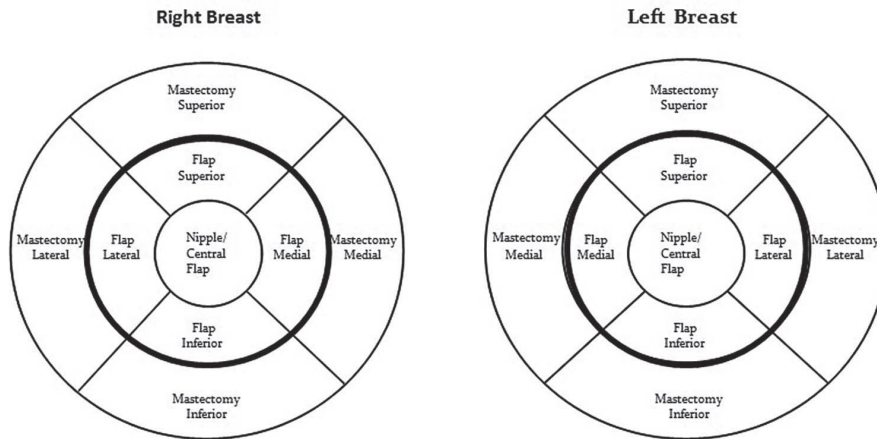 Right Breast
Mastectomy
Superior
Flap
Superior
Mastectomy
Lateral
Flap
Lateral
Nipple/
Central
Flap
Flap
Medial
Mastectomy
Medial
Flap
Inferior
Mastectomy
Inferior
Left Breast
Mastectomy
Superior
Flap
Superior
Mastectomy
Medial
Flap
Medial
Nipple/
Central
Flap
Flap
Lateral
Mastectomy
Lateral
Flap
Inferior
Mastectomy
Inferior